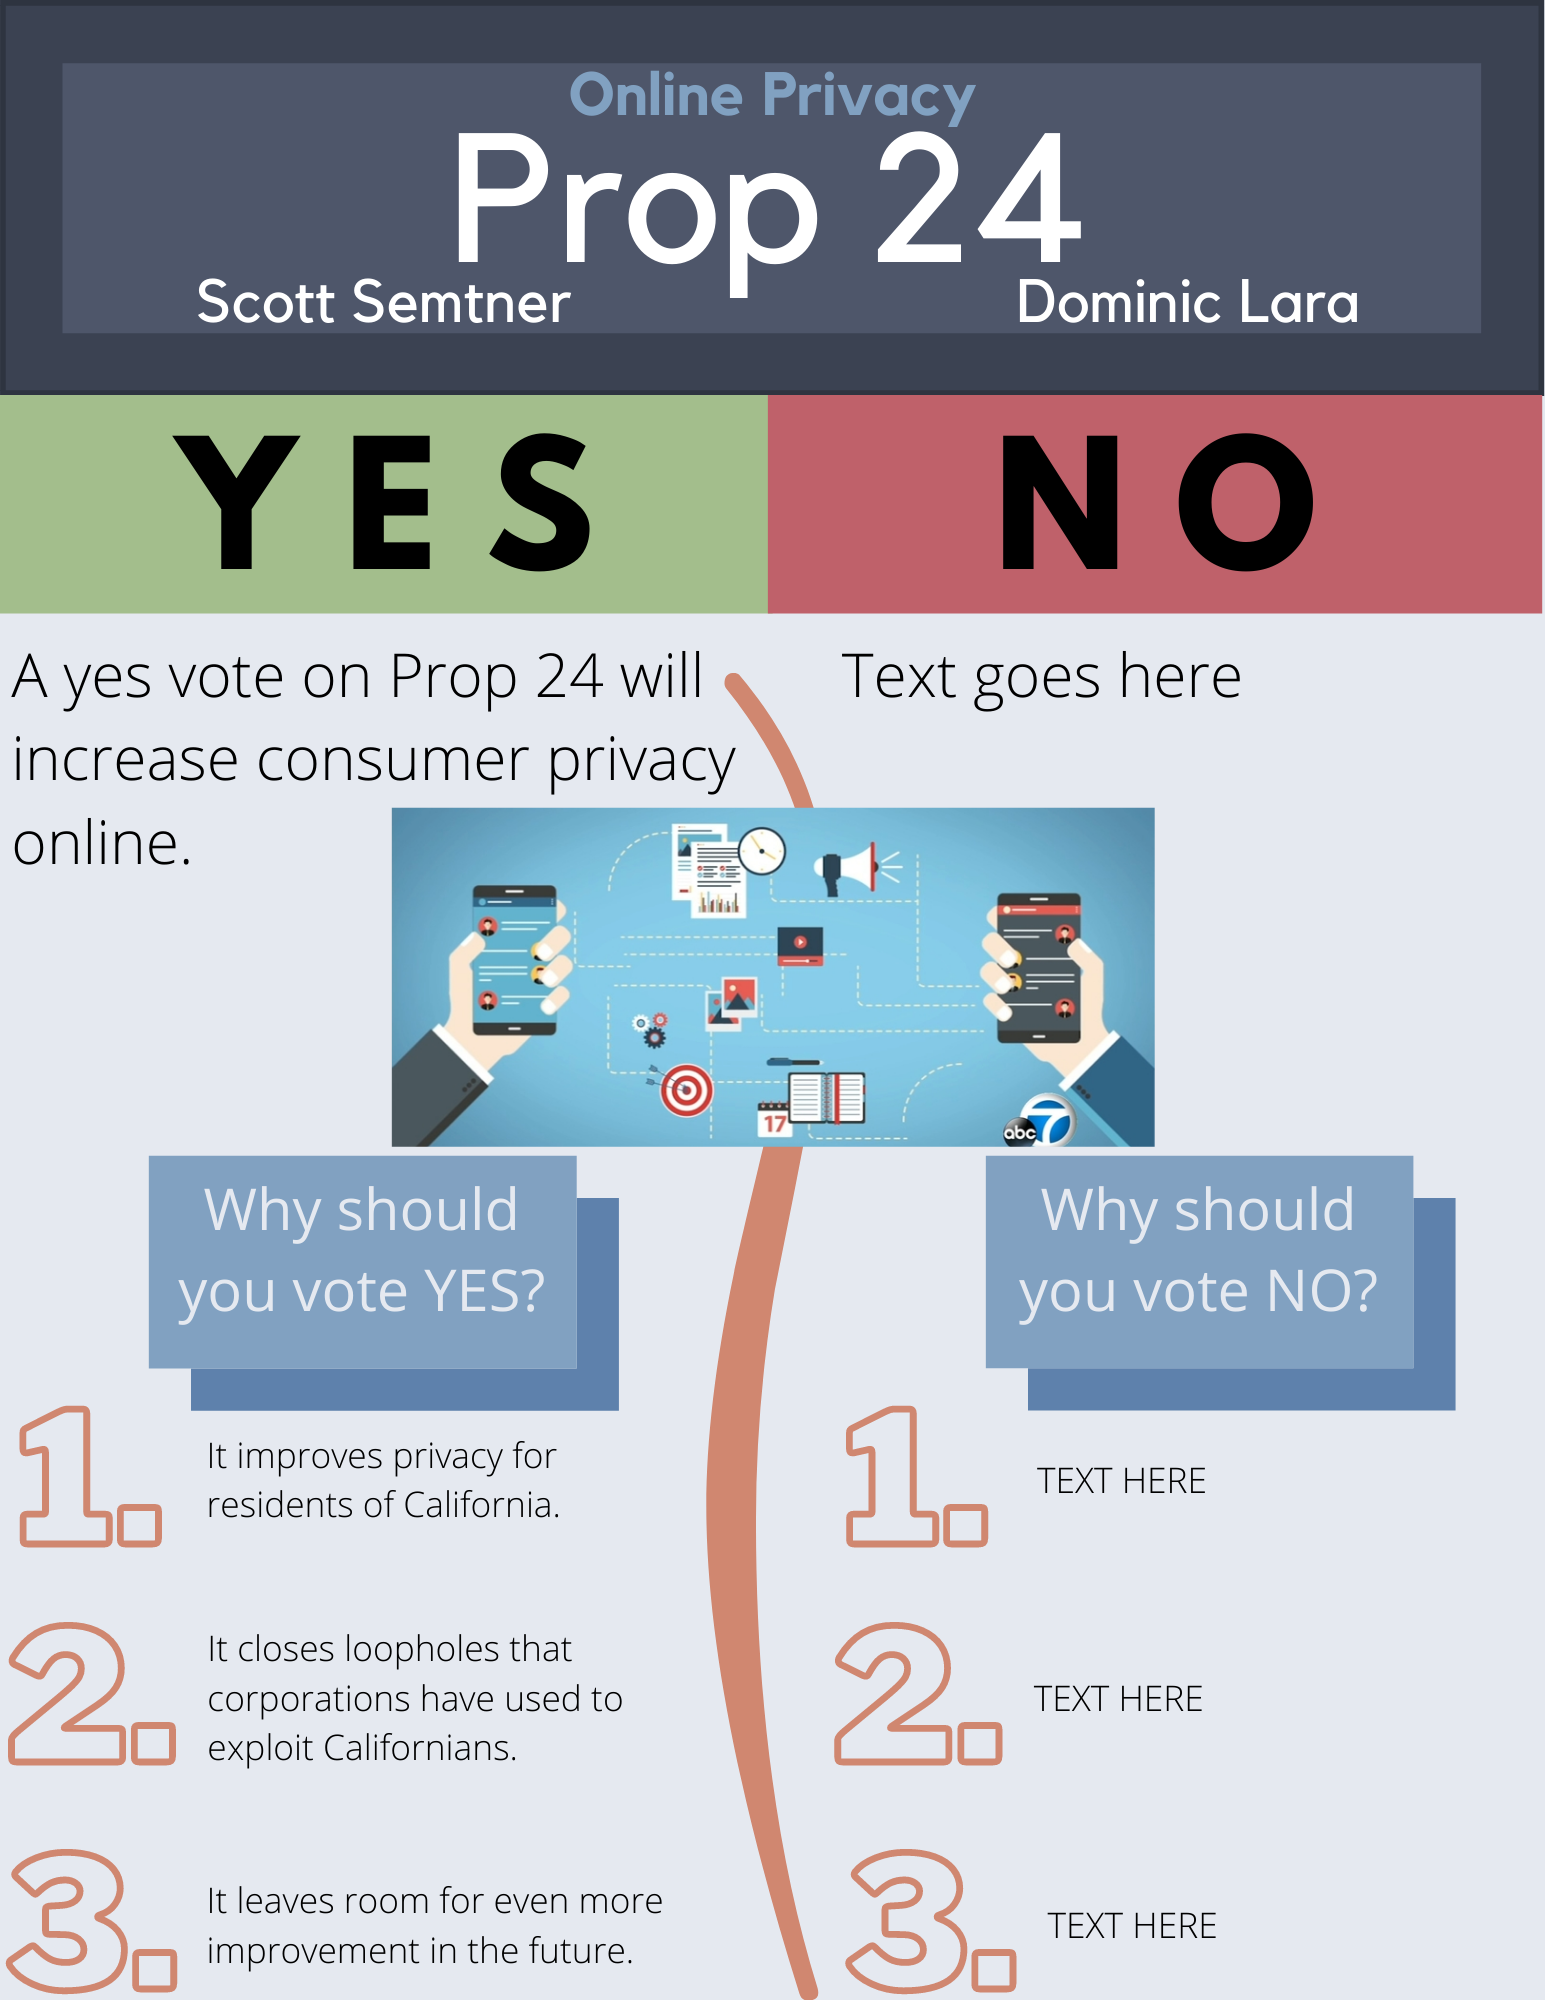 Online Privacy
Prop 24
Scott Semtner
Dominic Lara
YES
NO
A yes vote on Prop 24 will
increase consumer privacy
online.
Text goes here
17
abc
7
Why should
you vote YES?
1.
It improves privacy for
residents of California.
2.
It closes loopholes that
corporations have used to
exploit Californians.
3.
It leaves room for even more
improvement in the future.
Why should
you vote NO?
1.
TEXT HERE
2.
TEXT HERE
3.
TEXT HERE